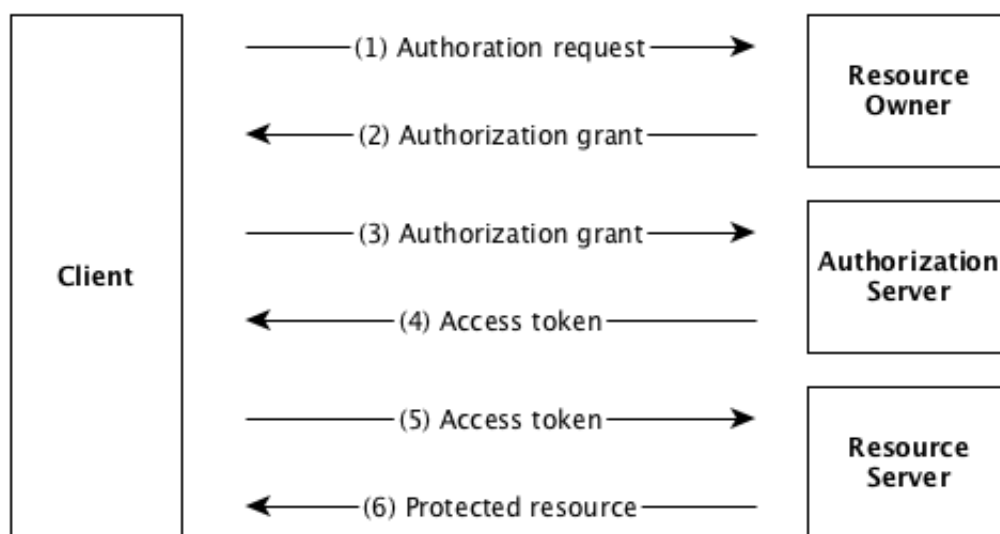 (1) Authoration request
Resource
Owner
(2) Authorization grant
(3) Authorization grant
Client
Authorization
Server
(4) Access token
(5) Access token
Resource
Server
(6) Protected resource